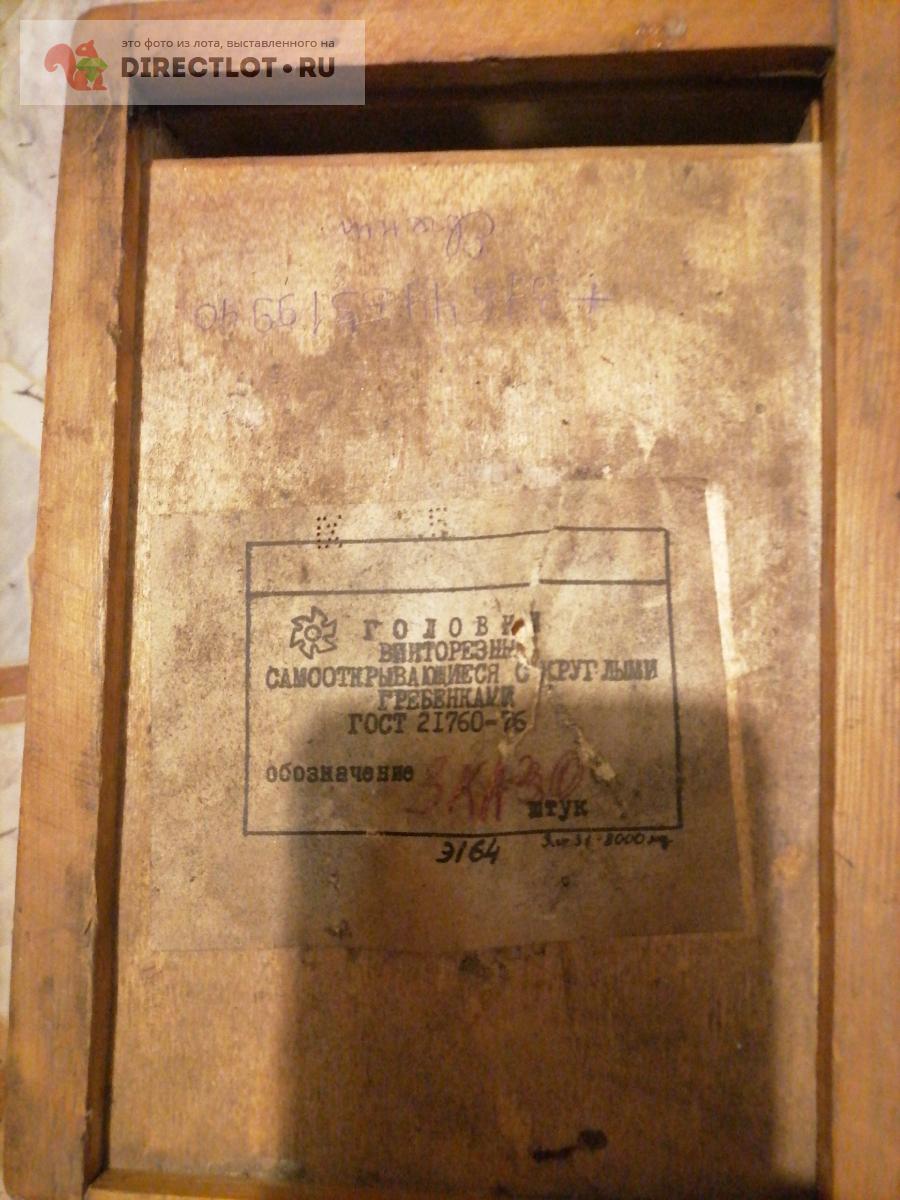 это фото из лота, выставленного на
DIRECTLOT.RU
ГОЛОВКИ
ВИНТОРЕЗНЫЕ
САМООТКРЫВАЮЩИЕСЯ С КРУГЛЫМИ
ГРЕБЕНКАМИ
ГОСТ 21760-76
обозначение 3КА30
штук
Э164